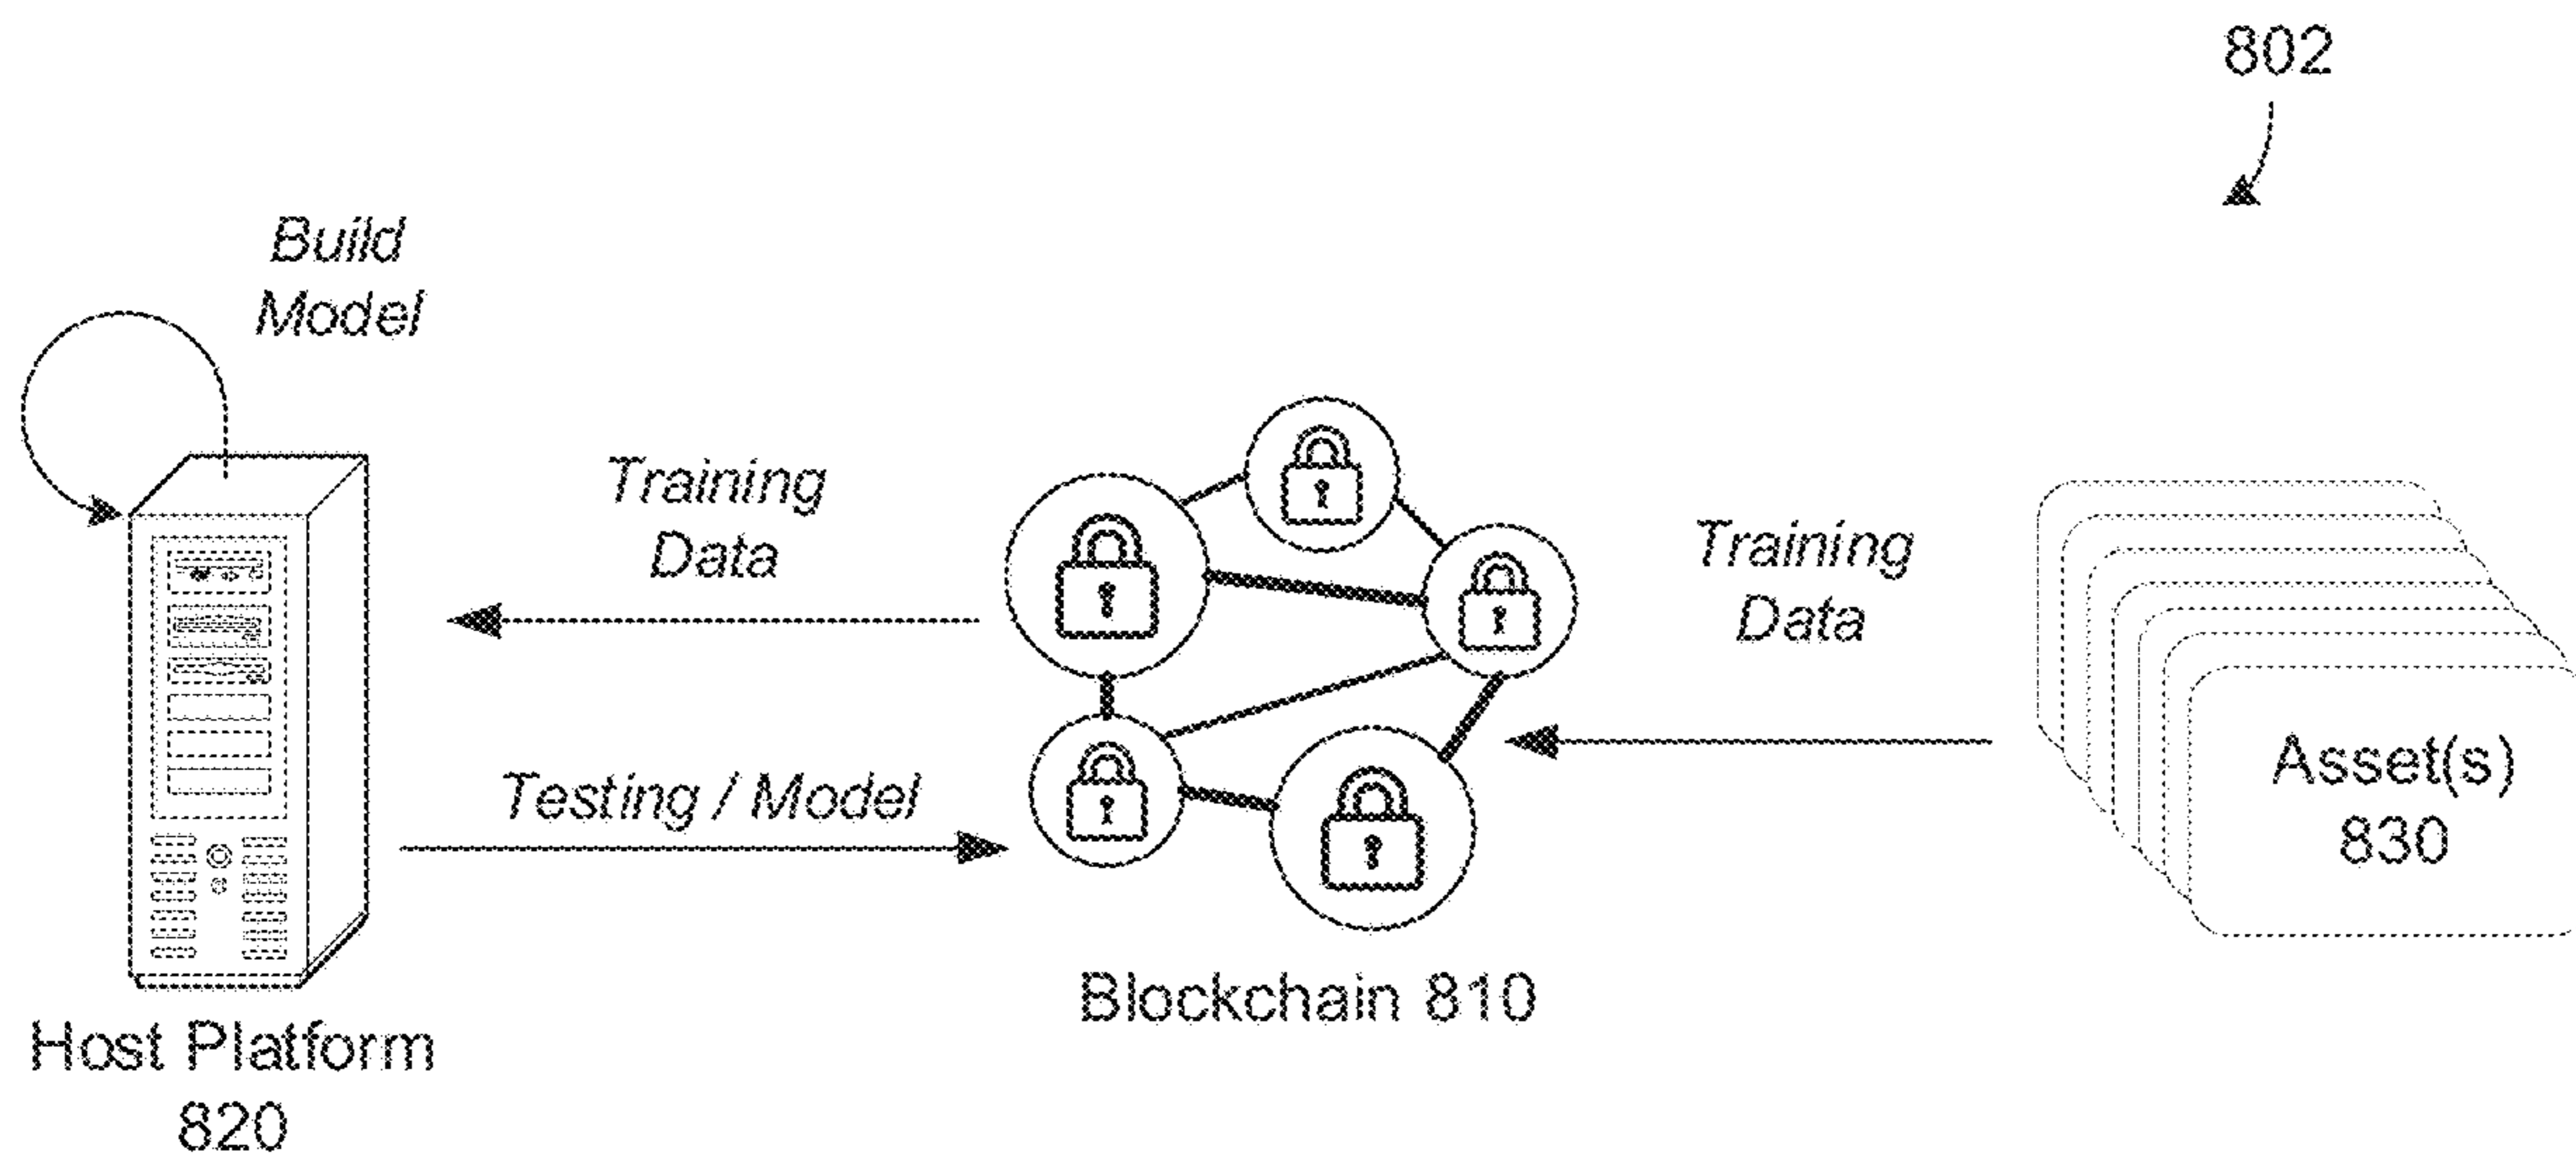 802
Build
Model
Training
Data
Training
Data
Testing / Model
Asset(s)
830
Blockchain 810
Host Platform
820